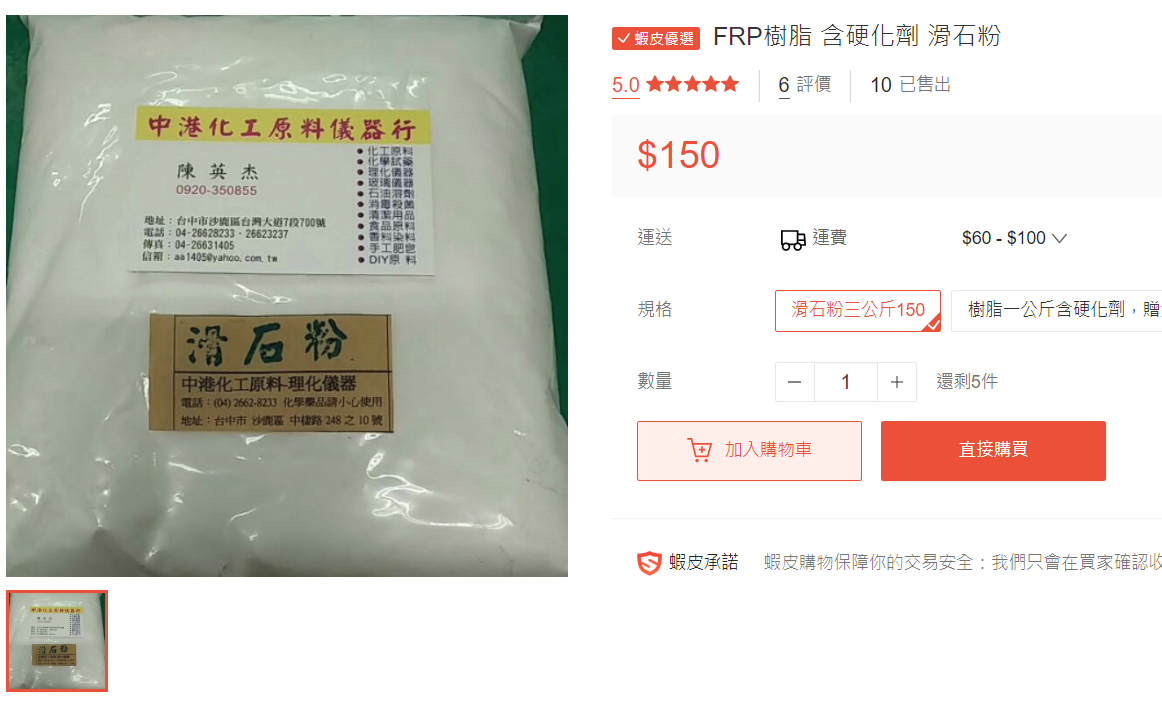 中港化工原料儀器行
陳英杰
0920-350855
地址：台中市沙鹿區台灣大道7段700號
電話：04-26628233・26623237
傳真：04-26631405
信箱：aa1405@yahoo.com.tw
●化工原料
●化學試藥
●理化儀器
●玻璃儀器
●石油溶劑
●消毒殺菌
●清潔用品
●食品原料
●香料染料
●手工肥皂
●DIY原料
滑石粉
中港化工原料-理化儀器
電話：(04) 2662-8233 化學藥品請小心使用
地址：台中市 沙鹿區 中棲路 248 之 10 號
蝦皮優選 FRP樹脂 含硬化劑 滑石粉
5.0 6 評價 10 已售出
$150
運送 運費 $60 - $100
規格 滑石粉三公斤150 樹脂一公斤含硬化劑，贈
數量 1 還剩5件
加入購物車 直接購買
蝦皮承諾 蝦皮購物保障你的交易安全：我們只會在買家確認收